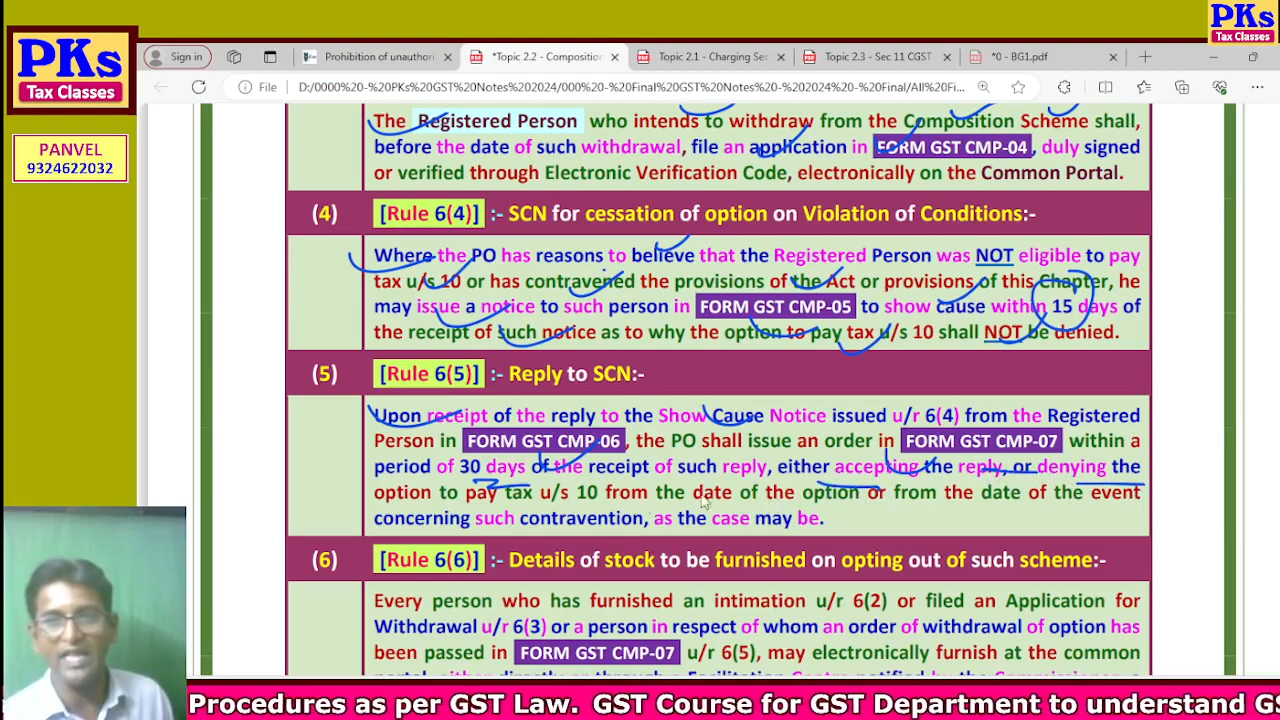 PKs
Tax Classes
PANVEL
9324622032
PKs
Tax Classes
Sign in
Prohibition of unauthori
*Topic 2.2 - Composition
Topic 2.1 - Charging Sec
Topic 2.3 - Sec 11 CGST
*0 - BG1.pdf
File
D:/0000%20-%20PKs%20GST%20Notes%202024/000%20-%20Final%20GST%20Notes%202024%20-%20Final/All%20Fi...
The Registered Person who intends to withdraw from the Composition Scheme shall,
before the date of such withdrawal, file an application in FORM GST CMP-04, duly signed
or verified through Electronic Verification Code, electronically on the Common Portal.
(4) [Rule 6(4)] :- SCN for cessation of option on Violation of Conditions:-
Where the PO has reasons to believe that the Registered Person was NOT eligible to pay
tax u/s 10 or has contravened the provisions of the Act or provisions of this Chapter, he
may issue a notice to such person in FORM GST CMP-05 to show cause within 15 days of
the receipt of such notice as to why the option to pay tax u/s 10 shall NOT be denied.
(5) [Rule 6(5)] :- Reply to SCN:-
Upon receipt of the reply to the Show Cause Notice issued u/r 6(4) from the Registered
Person in FORM GST CMP-06, the PO shall issue an order in FORM GST CMP-07 within a
period of 30 days of the receipt of such reply, either accepting the reply, or denying the
option to pay tax u/s 10 from the date of the option or from the date of the event
concerning such contravention, as the case may be.
(6) [Rule 6(6)] :- Details of stock to be furnished on opting out of such scheme:-
Every person who has furnished an intimation u/r 6(2) or filed an Application for
Withdrawal u/r 6(3) or a person in respect of whom an order of withdrawal of option has
been passed in FORM GST CMP-07 u/r 6(5), may electronically furnish at the common
Procedures as per GST Law. GST Course for GST Department to understand GS